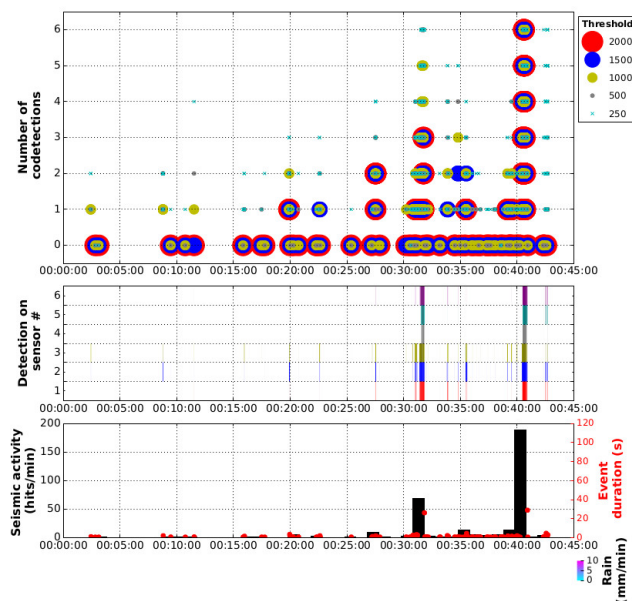 6
5
4
3
2
1
0
Number of
codetections
00:00:00 00:05:00 00:10:00 00:15:00 00:20:00 00:25:00 00:30:00 00:35:00 00:40:00 00:45:00
Threshold
2000
1500
1000
500
250
6
5
4
3
2
1
Detection on
sensor #
00:00:00 00:05:00 00:10:00 00:15:00 00:20:00 00:25:00 00:30:00 00:35:00 00:40:00 00:45:00
200
150
100
50
0
Seismic activity
(hits/min)
120
100
80
60
40
20
0
Event
duration (s)
00:00:00 00:05:00 00:10:00 00:15:00 00:20:00 00:25:00 00:30:00 00:35:00 00:40:00 00:45:00
10
5
0
Rain
(mm/min)